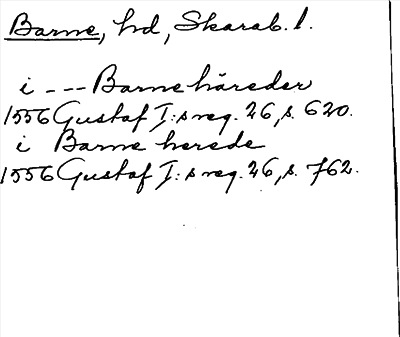 Barne, hd, Skarab. l.
i --- Barne häreder
1556 Gustaf I:s reg. 26, s. 620.
i Barne herede
1556 Gustaf I:s reg. 26, s. 762.